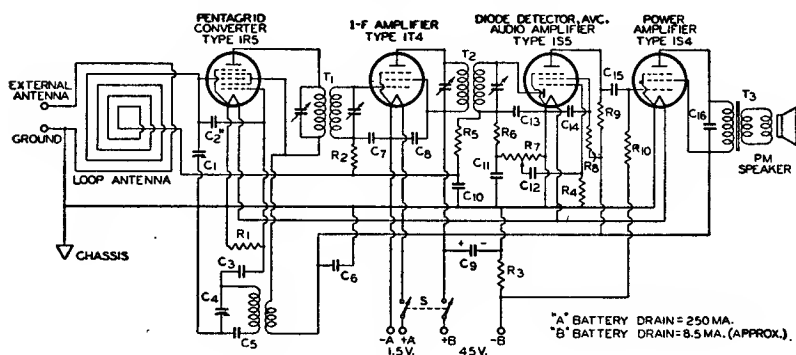 PENTAGRID
CONVERTER
TYPE 1R5
I-F AMPLIFIER
TYPE 1T4
DIODE DETECTOR, AVC.
AUDIO AMPLIFIER
TYPE 1S5
POWER
AMPLIFIER
TYPE 1S4
EXTERNAL
ANTENNA
GROUND
LOOP ANTENNA
CHASSIS
C1
C2"
T1
R2
C7
C8
T2
R5
C10
R6
C11
C13
R7
C12
C14
R4
R8
R9
C15
R10
C16
T3
PM
SPEAKER
R1
C3
C4
C5
C6
C9
+ -
R3
S
-A +A +B -B
1.5V. 45V.
"A" BATTERY DRAIN = 250 MA.
"B" BATTERY DRAIN = 8.5 MA. (APPROX.)